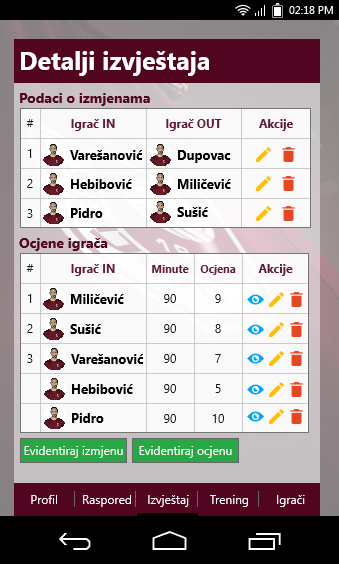 02:18 PM
Detalji izvještaja
Podaci o izmjenama
# Igrač IN Igrač OUT Akcije
1 Varešanović Dupovac
2 Hebibović Miličević
3 Pidro Sušić
Ocjene igrača
# Igrač IN Minute Ocjena Akcije
1 Miličević 90 9
2 Sušić 90 8
3 Varešanović 90 7
Hebibović 90 5
Pidro 90 10
Evidentiraj izmjenu Evidentiraj ocjenu
Profil Raspored Izvještaj Trening Igrači